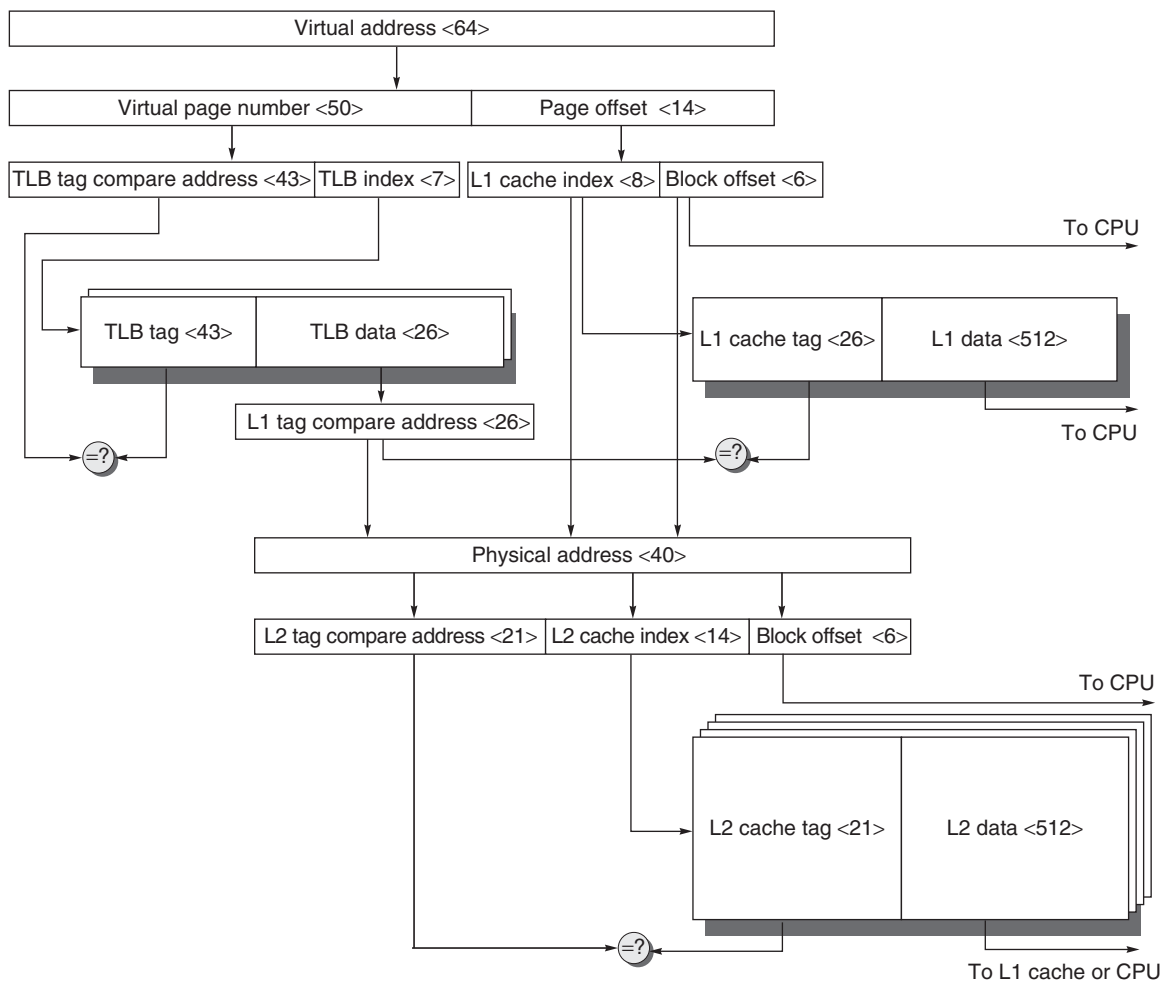 Virtual address <64>
Virtual page number <50>
Page offset <14>
TLB tag compare address <43>
TLB index <7>
L1 cache index <8>
Block offset <6>
To CPU
TLB tag <43>
TLB data <26>
L1 cache tag <26>
L1 data <512>
L1 tag compare address <26>
To CPU
=?
=?
Physical address <40>
L2 tag compare address <21>
L2 cache index <14>
Block offset <6>
To CPU
L2 cache tag <21>
L2 data <512>
=?
To L1 cache or CPU